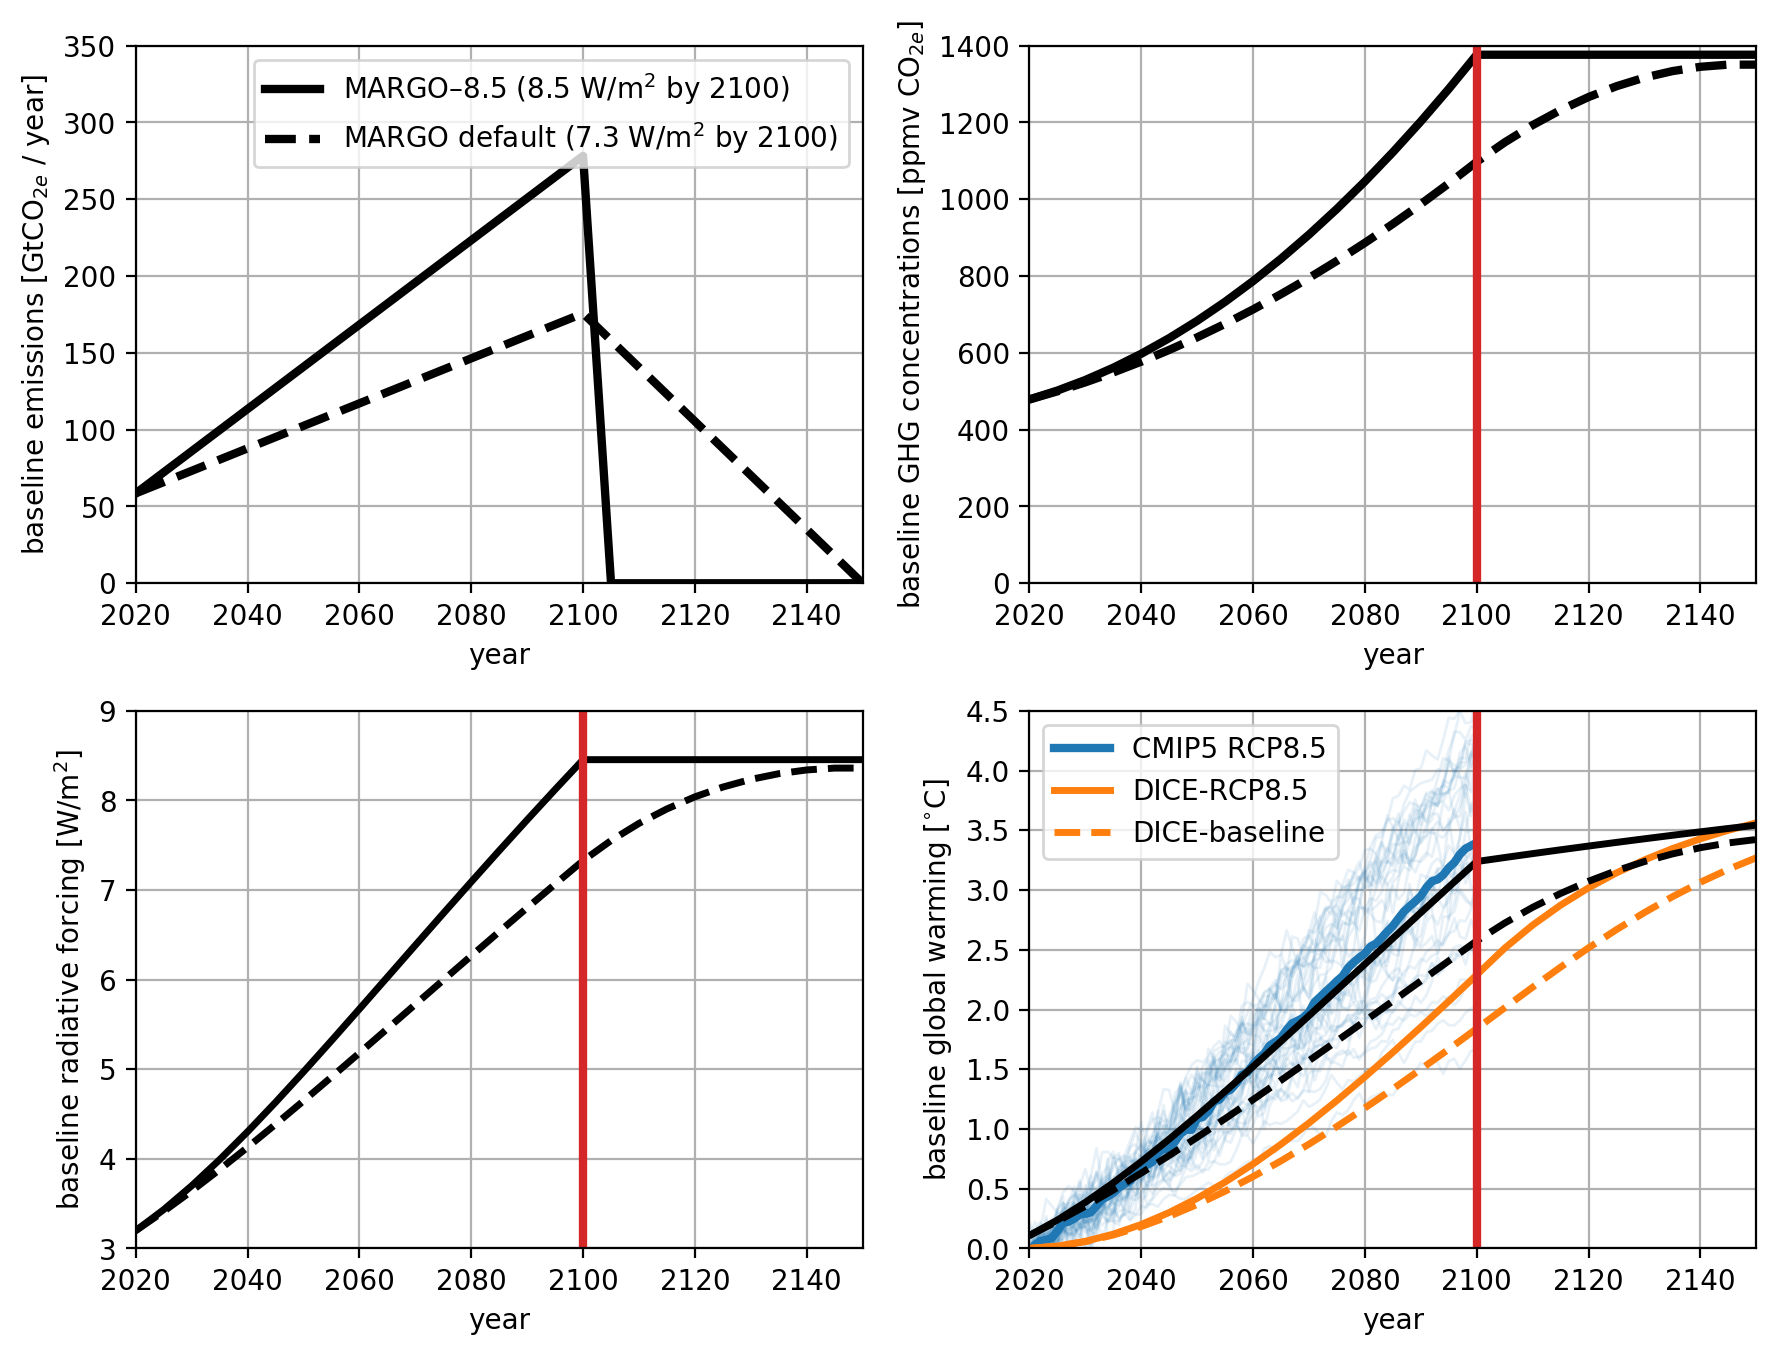 baseline emissions [GtCO₂ₑ / year]
350
300
250
200
150
100
50
0
MARGO–8.5 (8.5 W/m² by 2100)
MARGO default (7.3 W/m² by 2100)
2020 2040 2060 2080 2100 2120 2140
year
baseline GHG concentrations [ppmv CO₂ₑ]
1400
1200
1000
800
600
400
200
0
2020 2040 2060 2080 2100 2120 2140
year
baseline radiative forcing [W/m²]
9
8
7
6
5
4
3
2020 2040 2060 2080 2100 2120 2140
year
baseline global warming [°C]
4.5
4.0
3.5
3.0
2.5
2.0
1.5
1.0
0.5
0.0
CMIP5 RCP8.5
DICE-RCP8.5
DICE-baseline
2020 2040 2060 2080 2100 2120 2140
year